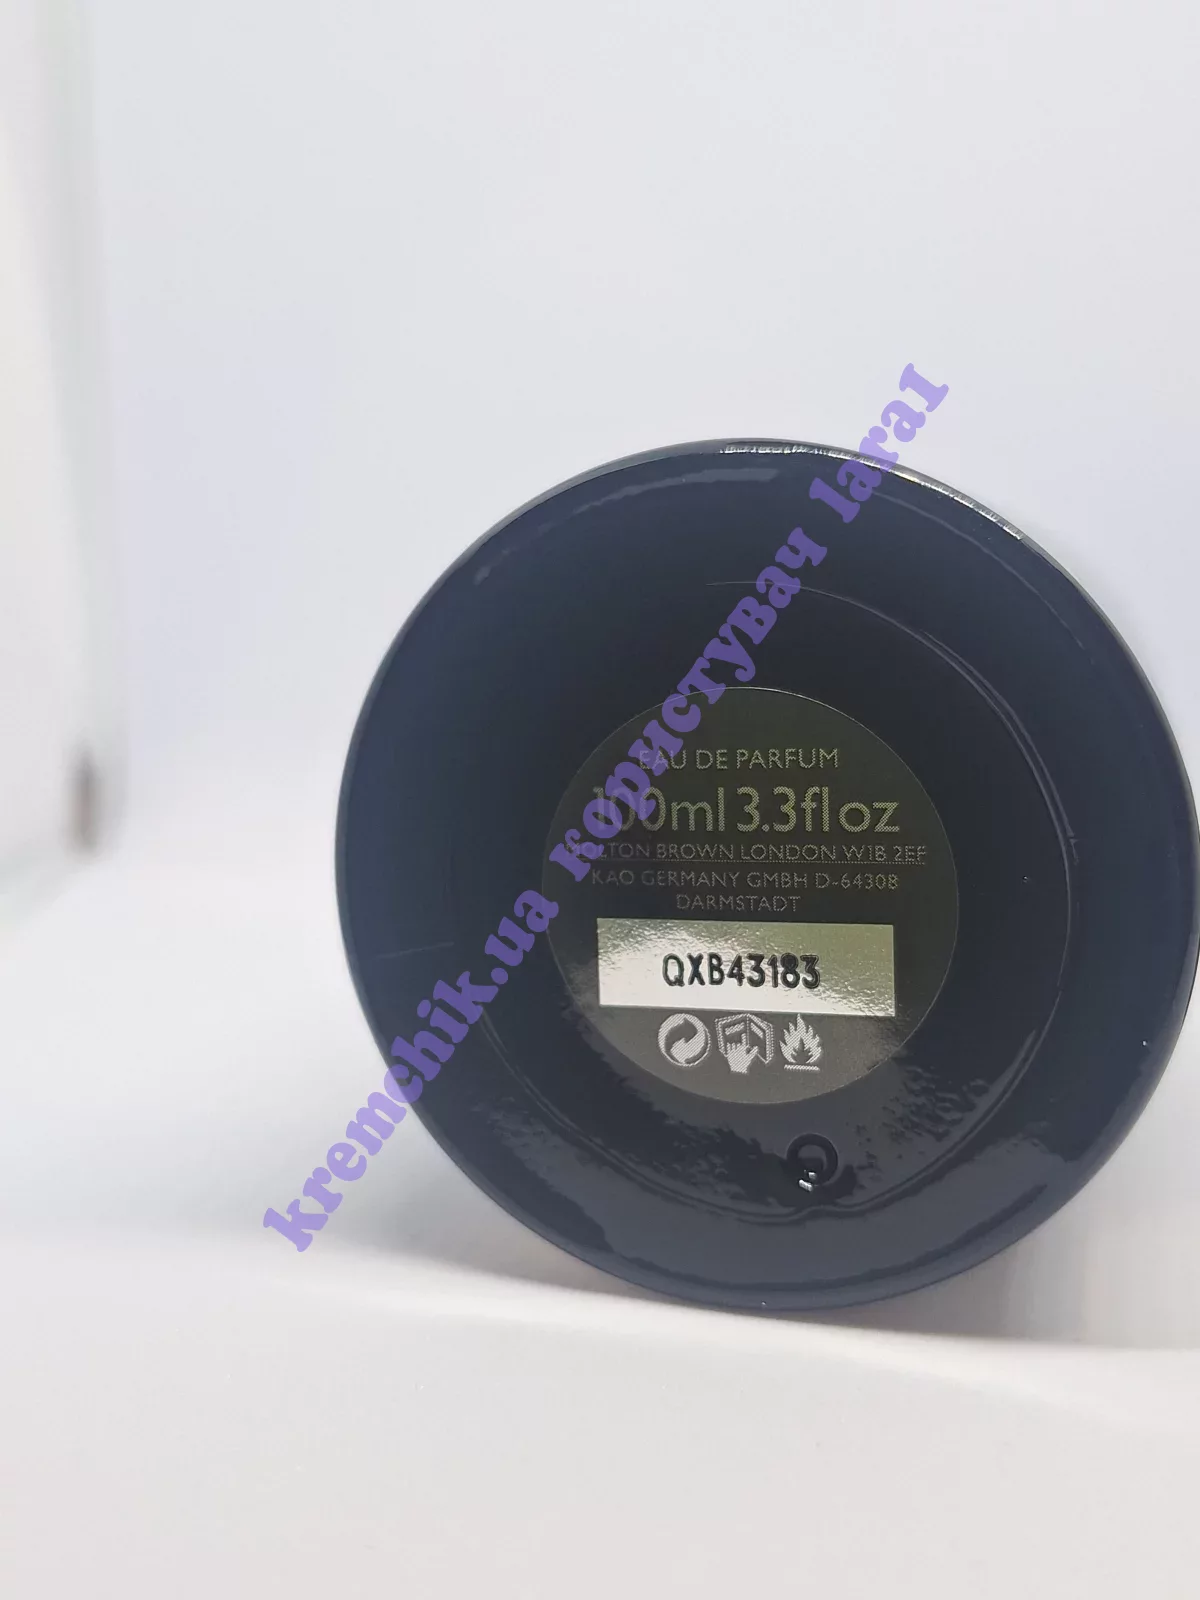 EAU DE PARFUM
100ml 3.3fl oz
MOLTON BROWN LONDON W1B 2EF
KAO GERMANY GMBH D-64308
DARMSTADT
QXB43183
kremchik.ua користувач lara1